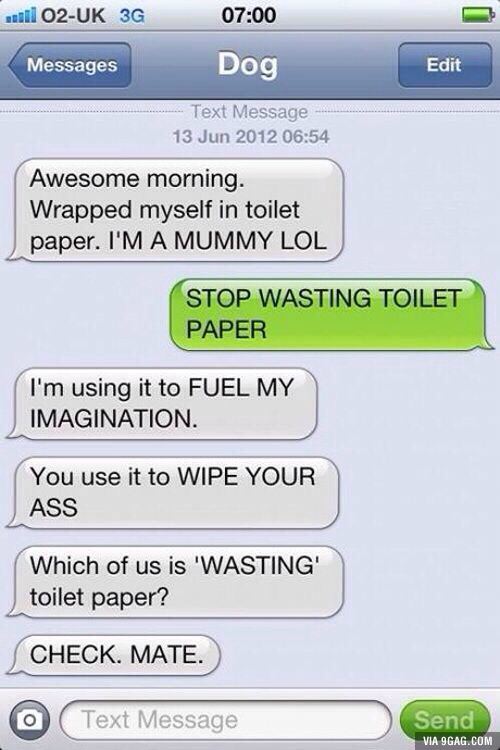 O2-UK 3G 07:00
Messages Dog Edit
Text Message
13 Jun 2012 06:54
Awesome morning.
Wrapped myself in toilet
paper. I'M A MUMMY LOL
STOP WASTING TOILET
PAPER
I'm using it to FUEL MY
IMAGINATION.
You use it to WIPE YOUR
ASS
Which of us is 'WASTING'
toilet paper?
CHECK. MATE.
Text Message Send
VIA 9GAG.COM